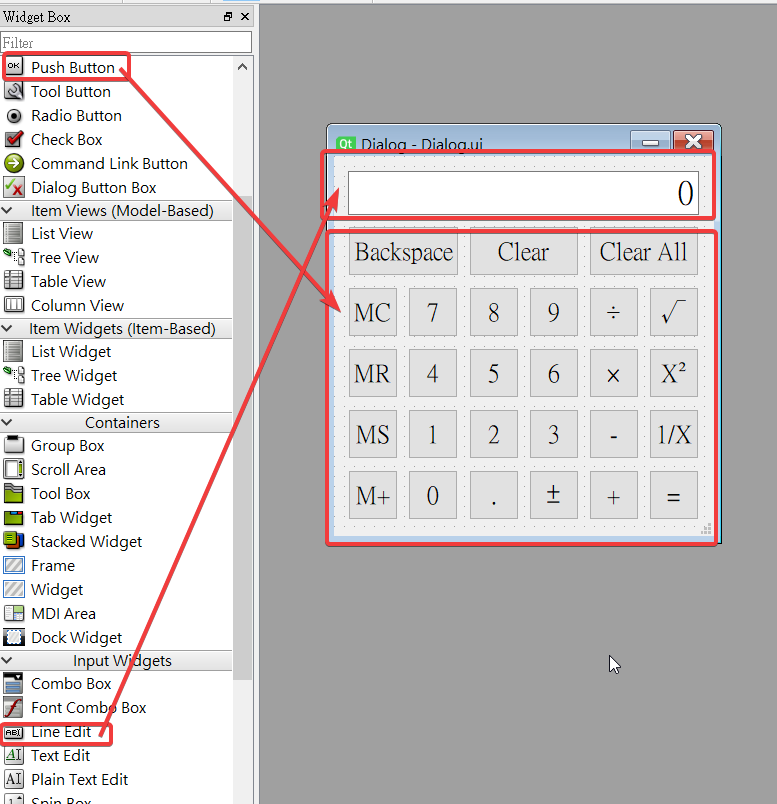 Widget Box
Filter
OK Push Button
Tool Button
Radio Button
Check Box
Command Link Button
Dialog Button Box
Item Views (Model-Based)
List View
Tree View
Table View
Column View
Item Widgets (Item-Based)
List Widget
Tree Widget
Table Widget
Containers
Group Box
Scroll Area
Tool Box
Tab Widget
Stacked Widget
Frame
Widget
MDI Area
Dock Widget
Input Widgets
Combo Box
Font Combo Box
ABI Line Edit
AI Text Edit
AI Plain Text Edit
Spin Box
Qt Dialog - Dialog.ui
0
Backspace Clear Clear All
MC 7 8 9 ÷ √
MR 4 5 6 × X²
MS 1 2 3 - 1/X
M+ 0 . ± + =